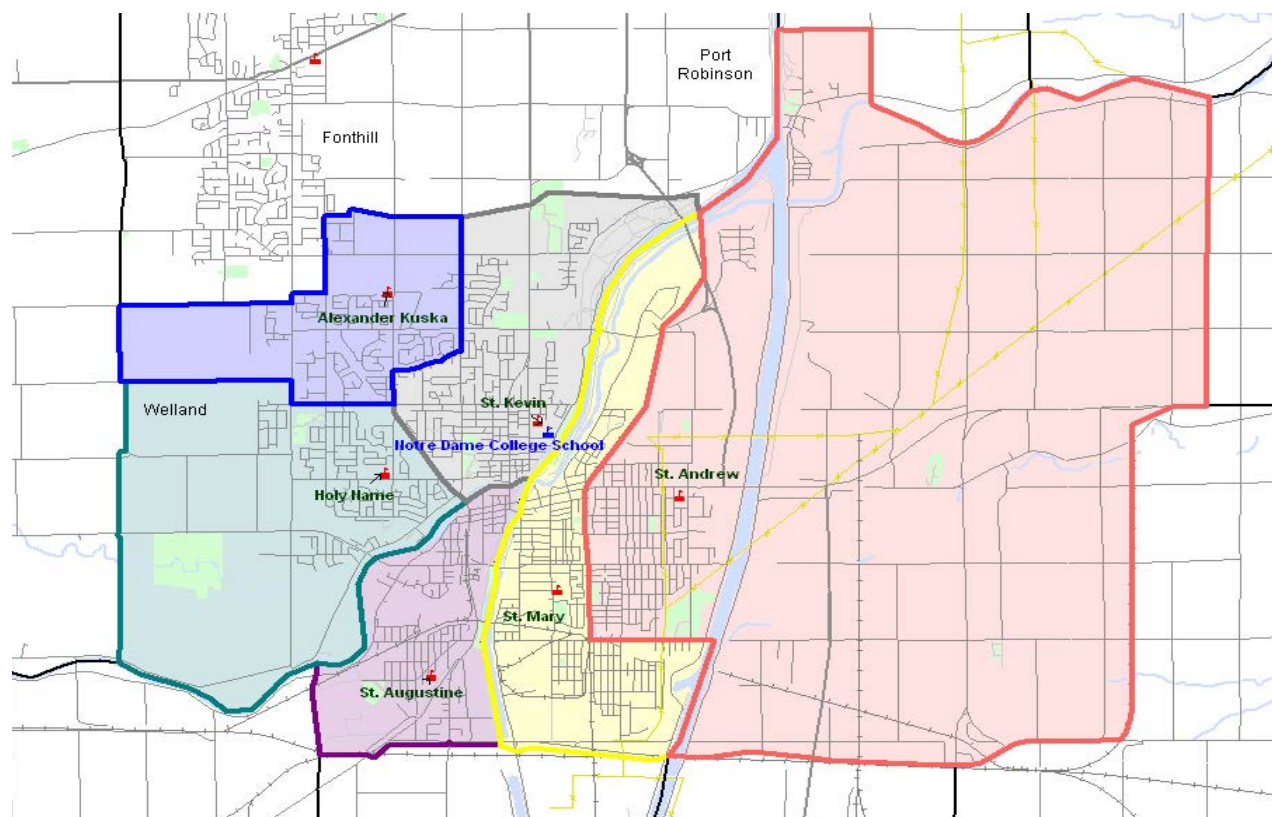 Port
Robinson
Fonthill
Alexander Kuska
Welland
St. Kevin
Notre Dame College School
St. Andrew
Holy Name
St. Mary
St. Augustine